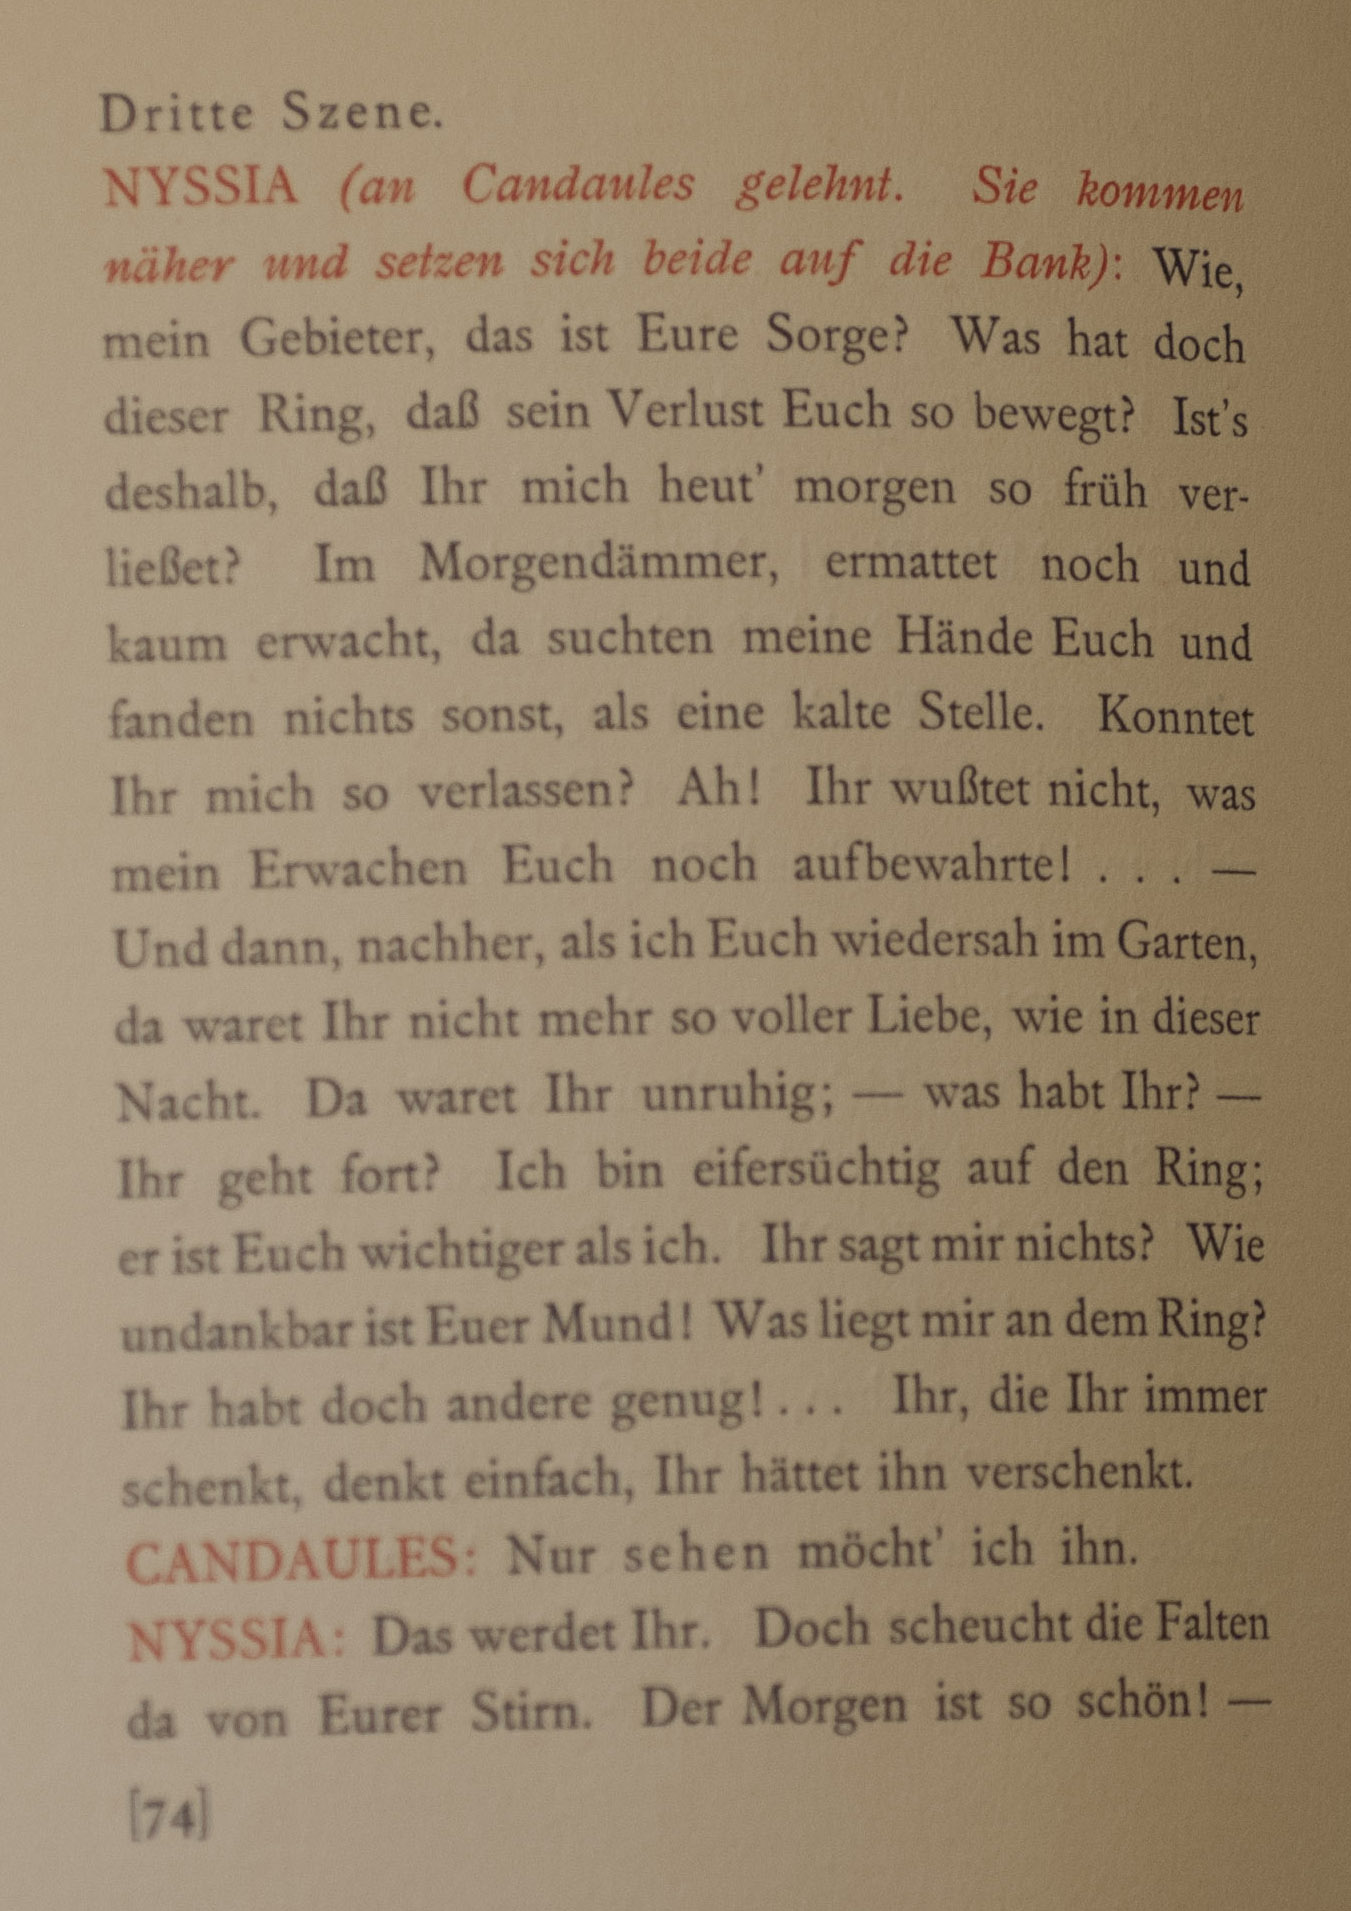 Dritte Szene.
NYSSIA (an Candaules gelehnt. Sie kommen
näher und setzen sich beide auf die Bank): Wie,
mein Gebieter, das ist Eure Sorge? Was hat doch
dieser Ring, daß sein Verlust Euch so bewegt? Ist's
deshalb, daß Ihr mich heut' morgen so früh ver-
ließet? Im Morgendämmer, ermattet noch und
kaum erwacht, da suchten meine Hände Euch und
fanden nichts sonst, als eine kalte Stelle. Konntet
Ihr mich so verlassen? Ah! Ihr wußtet nicht, was
mein Erwachen Euch noch aufbewahrte! . . . —
Und dann, nachher, als ich Euch wiedersah im Garten,
da waret Ihr nicht mehr so voller Liebe, wie in dieser
Nacht. Da waret Ihr unruhig; — was habt Ihr? —
Ihr geht fort? Ich bin eifersüchtig auf den Ring;
er ist Euch wichtiger als ich. Ihr sagt mir nichts? Wie
undankbar ist Euer Mund! Was liegt mir an dem Ring?
Ihr habt doch andere genug! . . . Ihr, die Ihr immer
schenkt, denkt einfach, Ihr hättet ihn verschenkt.
CANDAULES: Nur sehen möcht' ich ihn.
NYSSIA: Das werdet Ihr. Doch scheucht die Falten
da von Eurer Stirn. Der Morgen ist so schön! —
[74]